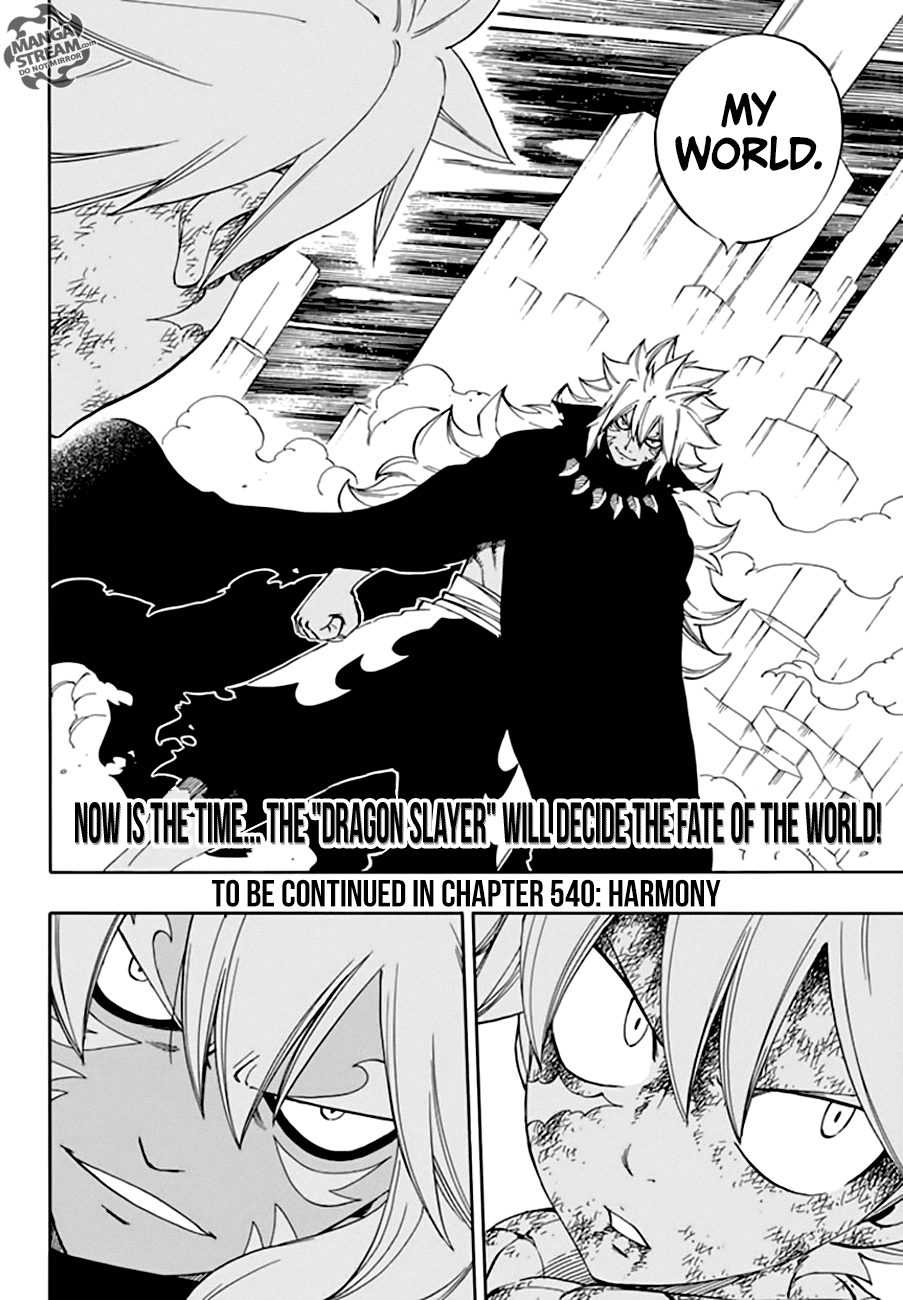 MANGA
STREAM.com
DO NOT MIRROR
MY
WORLD.
NOW IS THE TIME... THE "DRAGON SLAYER" WILL DECIDE THE FATE OF THE WORLD!
TO BE CONTINUED IN CHAPTER 540: HARMONY